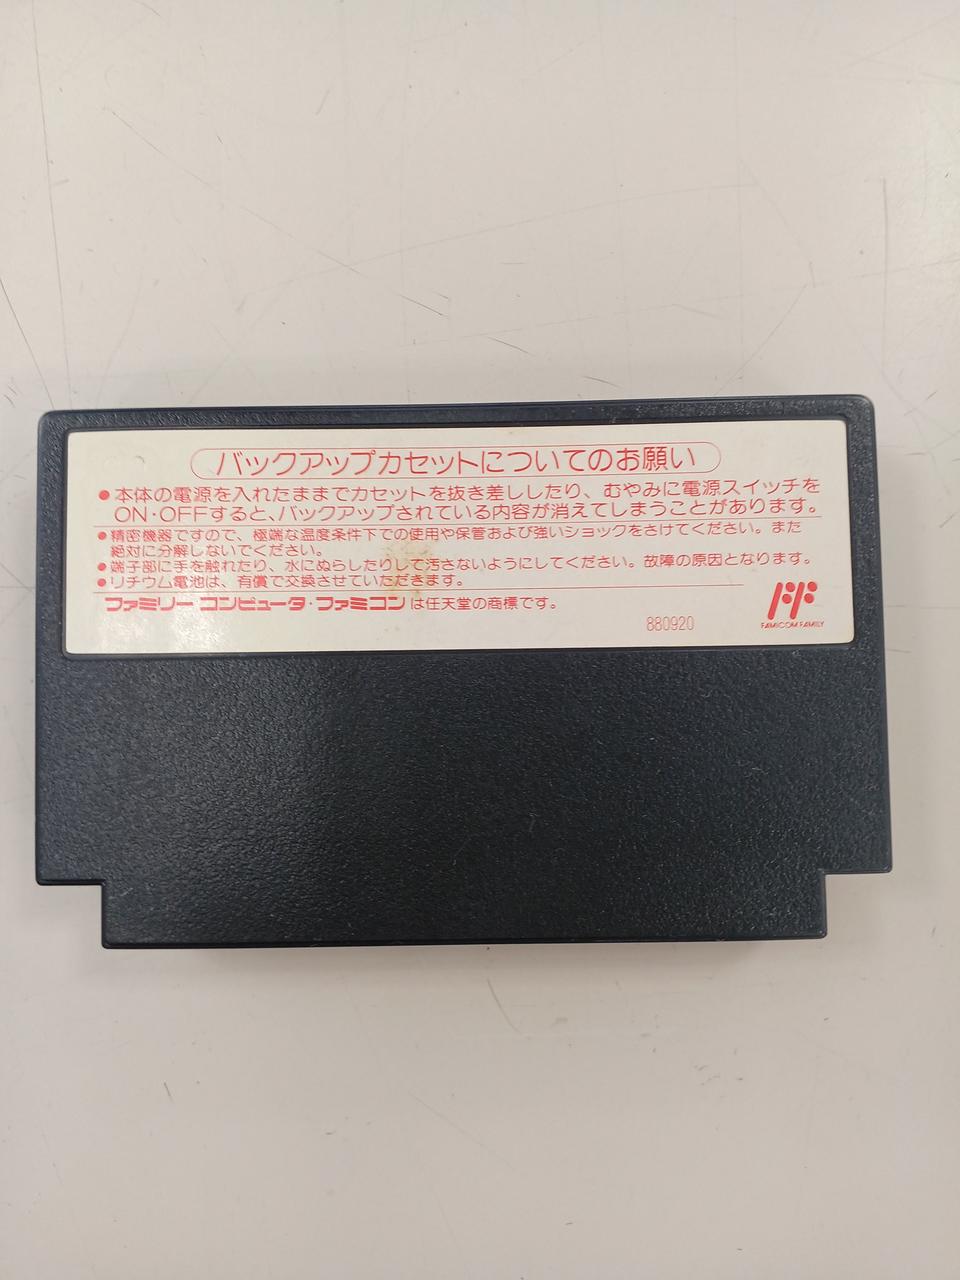 バックアップカセットについてのお願い
●本体の電源を入れたままでカセットを抜き差ししたり、むやみに電源スイッチを
ON・OFFすると、バックアップされている内容が消えてしまうことがあります。
●精密機器ですので、極端な温度条件下での使用や保管および強いショックをさけてください。また
絶対に分解しないでください。
●端子部に手を触れたり、水にぬらしたりして汚さないようにしてください。故障の原因となります。
●リチウム電池は、有償で交換させていただきます。
ファミリーコンピュータ・ファミコンは任天堂の商標です。
880920
FAMICOM FAMILY